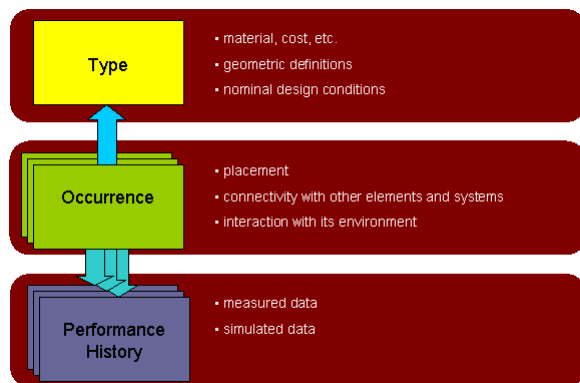 Type
• material, cost, etc.
• geometric definitions
• nominal design conditions
Occurrence
• placement
• connectivity with other elements and systems
• interaction with its environment
Performance
History
• measured data
• simulated data